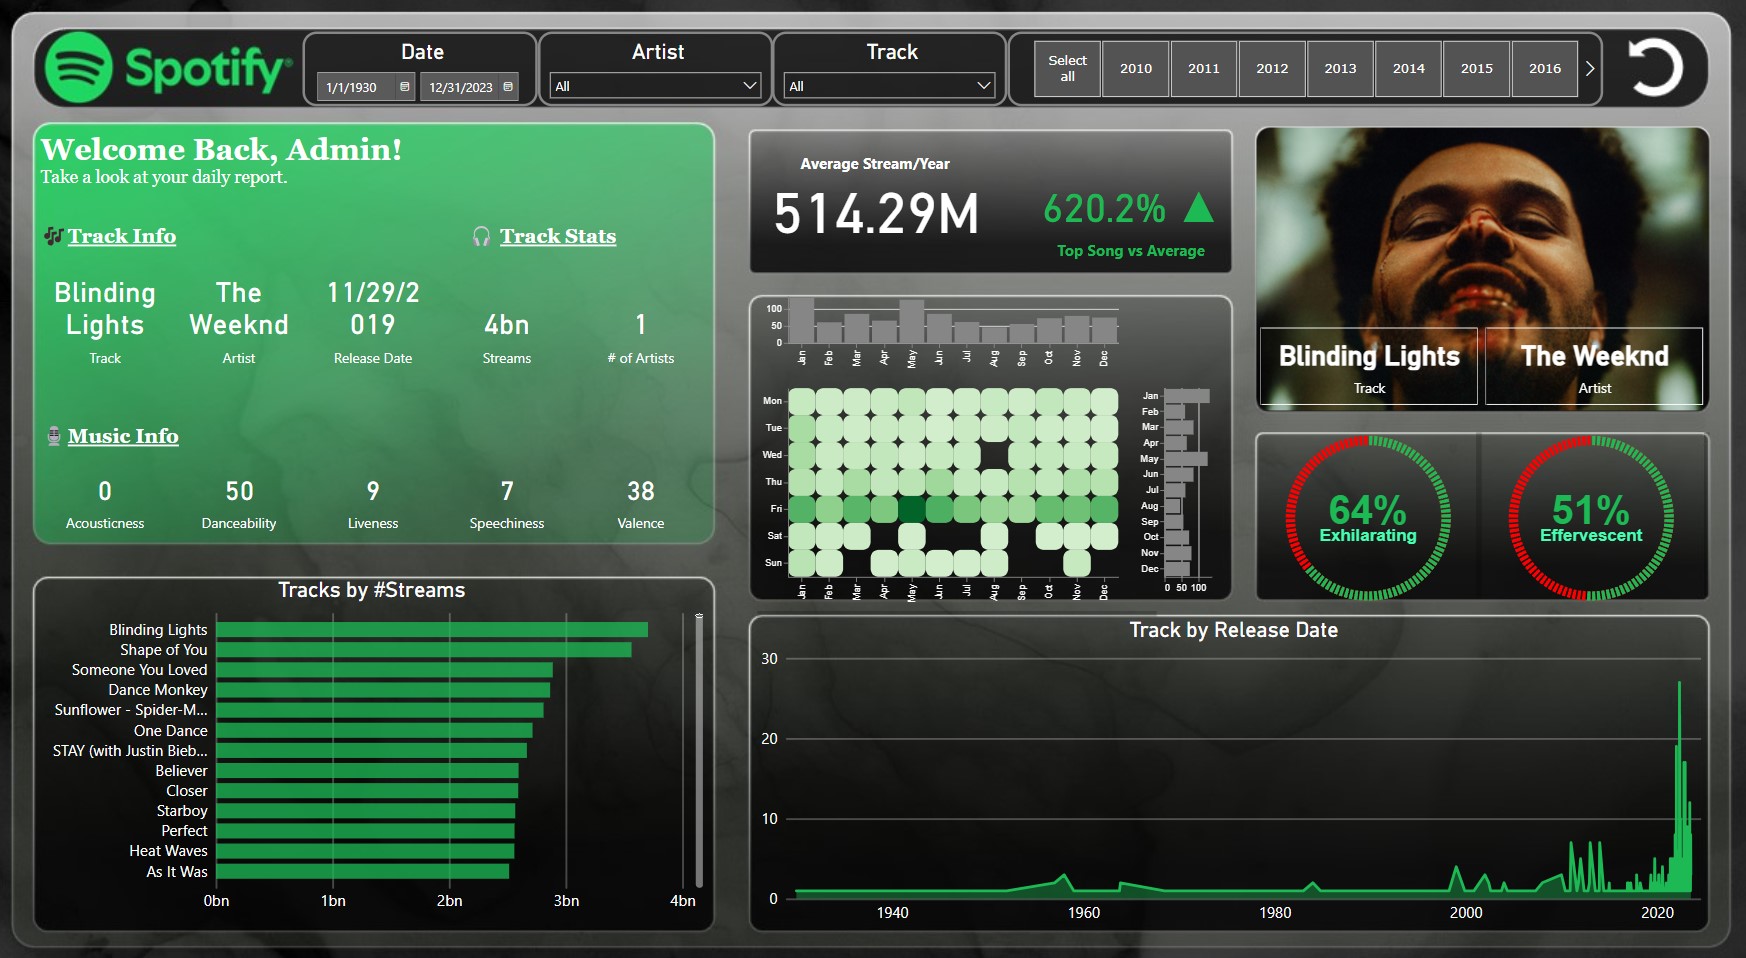 Spotify®
Date
1/1/1930
12/31/2023
Artist
All
Track
All
Select
all
2010
2011
2012
2013
2014
2015
2016
Welcome Back, Admin!
Take a look at your daily report.
Track Info
Track Stats
Blinding
Lights
Track
The
Weeknd
Artist
11/29/2
019
Release Date
4bn
Streams
1
# of Artists
Music Info
0
Acousticness
50
Danceability
9
Liveness
7
Speechiness
38
Valence
Average Stream/Year
514.29M
620.2%
Top Song vs Average
100
50
0
Jan
Feb
Mar
Apr
May
Jun
Jul
Aug
Sep
Oct
Nov
Dec
Mon
Tue
Wed
Thu
Fri
Sat
Sun
Jan
Feb
Mar
Apr
May
Jun
Jul
Aug
Sep
Oct
Nov
Dec
Jan
Feb
Mar
Apr
May
Jun
Jul
Aug
Sep
Oct
Nov
Dec
0 50 100
Blinding Lights
Track
The Weeknd
Artist
64%
Exhilarating
51%
Effervescent
Tracks by #Streams
Blinding Lights
Shape of You
Someone You Loved
Dance Monkey
Sunflower - Spider-M...
One Dance
STAY (with Justin Bieb...
Believer
Closer
Starboy
Perfect
Heat Waves
As It Was
0bn
1bn
2bn
3bn
4bn
Track by Release Date
30
20
10
0
1940
1960
1980
2000
2020